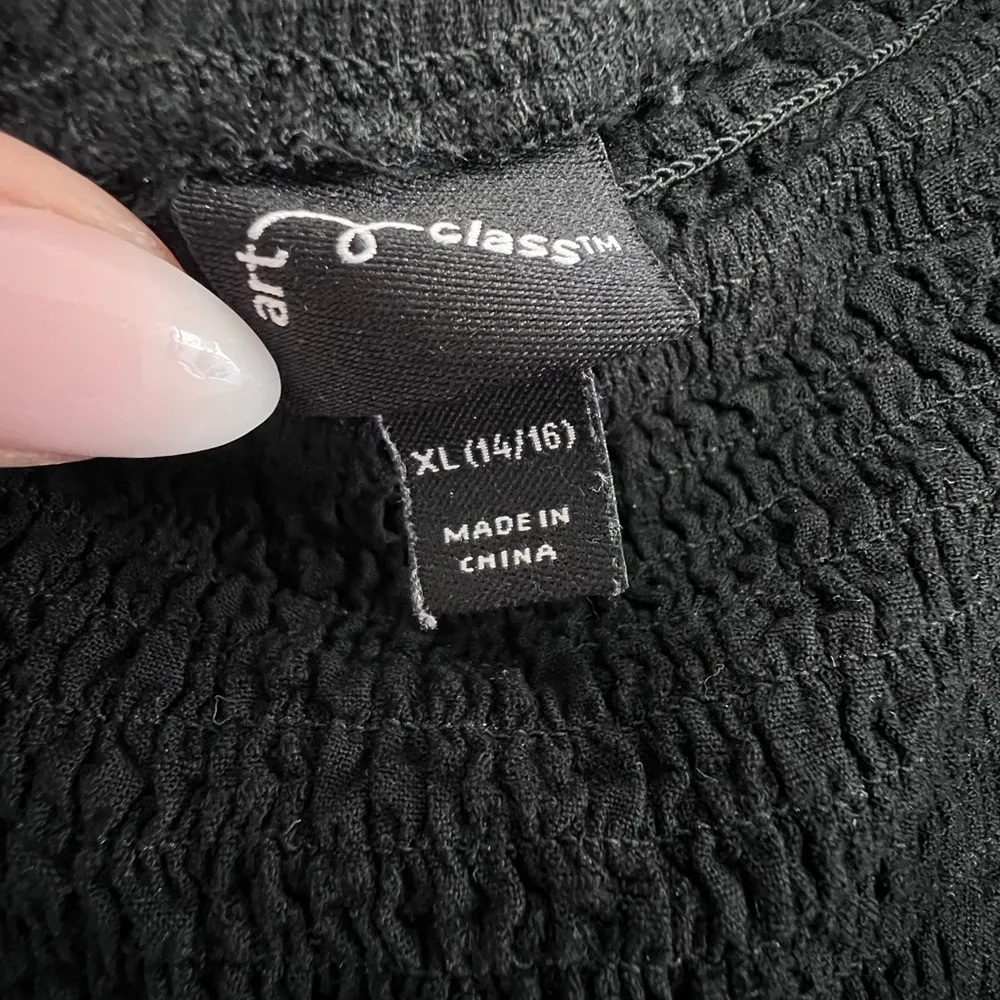 art class™
XL (14/16)
MADE IN
CHINA